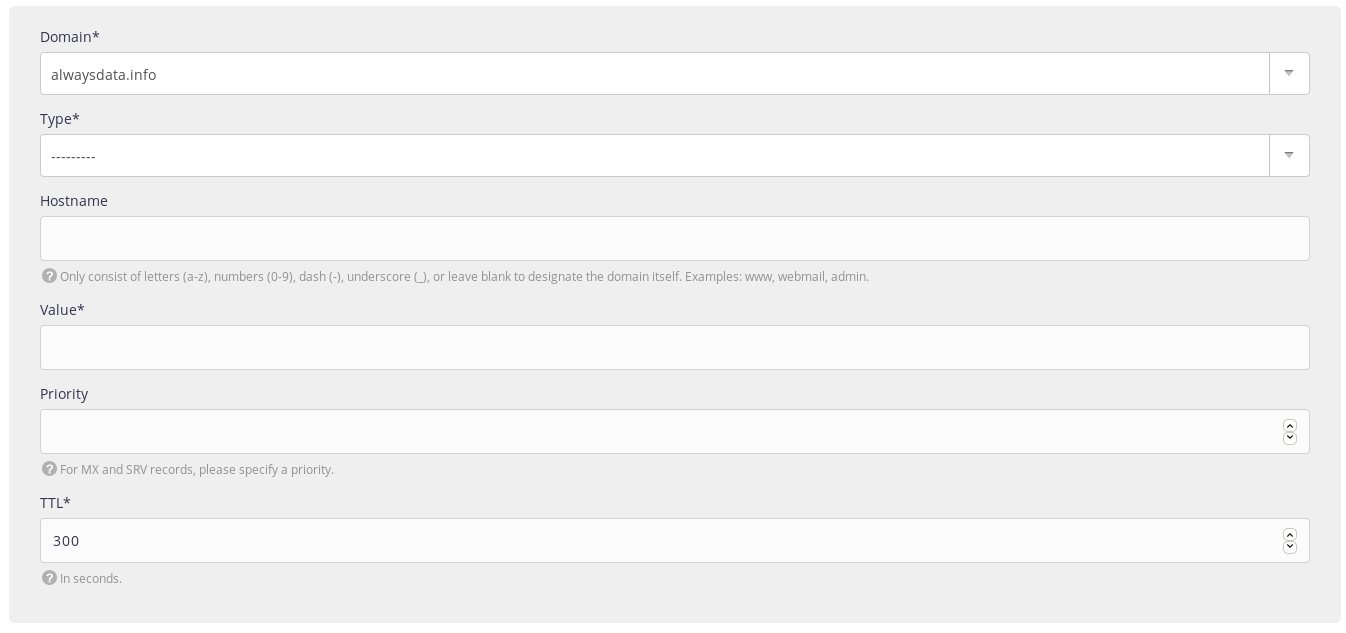 Domain*
alwaysdata.info
Type*
---------
Hostname
Only consist of letters (a-z), numbers (0-9), dash (-), underscore (_), or leave blank to designate the domain itself. Examples: www, webmail, admin.
Value*
Priority
For MX and SRV records, please specify a priority.
TTL*
300
In seconds.